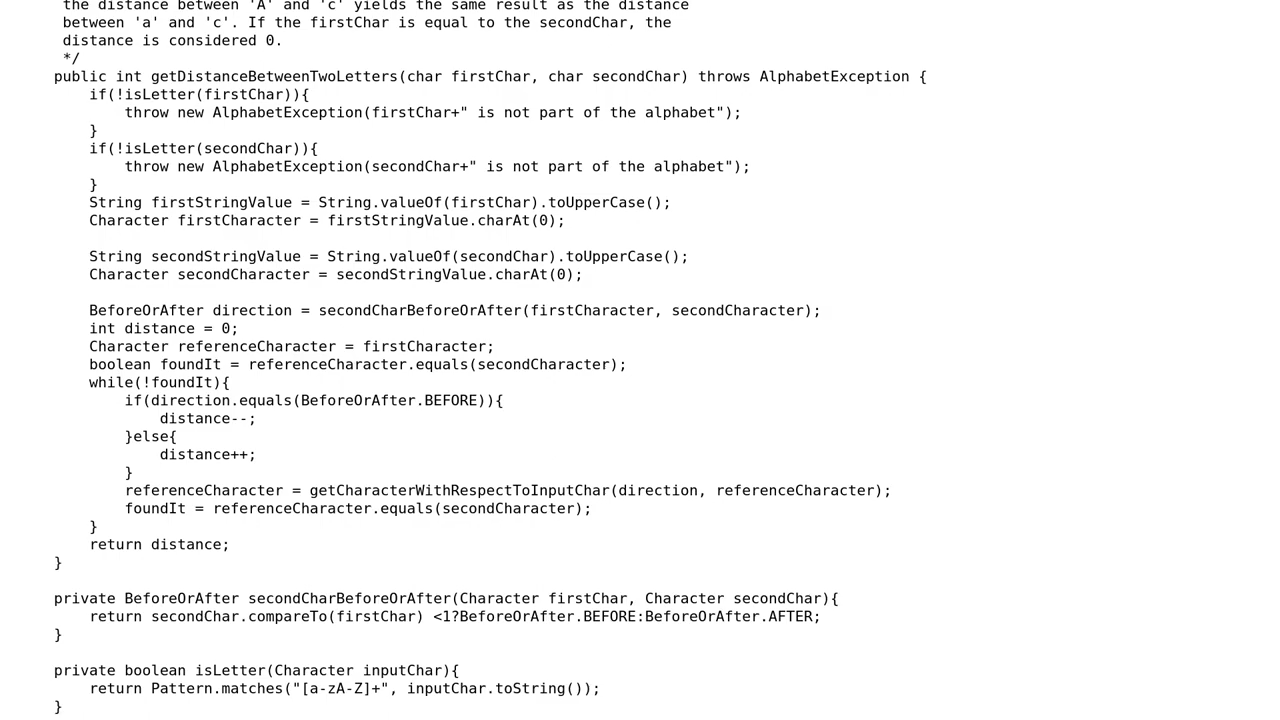 the distance between 'A' and 'c' yields the same result as the distance
between 'a' and 'c'. If the firstChar is equal to the secondChar, the
distance is considered 0.
*/
public int getDistanceBetweenTwoLetters(char firstChar, char secondChar) throws AlphabetException {
if(!isLetter(firstChar)){
throw new AlphabetException(firstChar+" is not part of the alphabet");
}
if(!isLetter(secondChar)){
throw new AlphabetException(secondChar+" is not part of the alphabet");
}
String firstStringValue = String.valueOf(firstChar).toUpperCase();
Character firstCharacter = firstStringValue.charAt(0);
String secondStringValue = String.valueOf(secondChar).toUpperCase();
Character secondCharacter = secondStringValue.charAt(0);
BeforeOrAfter direction = secondCharBeforeOrAfter(firstCharacter, secondCharacter);
int distance = 0;
Character referenceCharacter = firstCharacter;
boolean foundIt = referenceCharacter.equals(secondCharacter);
while(!foundIt){
if(direction.equals(BeforeOrAfter.BEFORE)){
distance--;
}else{
distance++;
}
referenceCharacter = getCharacterWithRespectToInputChar(direction, referenceCharacter);
foundIt = referenceCharacter.equals(secondCharacter);
}
return distance;
}
private BeforeOrAfter secondCharBeforeOrAfter(Character firstChar, Character secondChar){
return secondChar.compareTo(firstChar) <1?BeforeOrAfter.BEFORE:BeforeOrAfter.AFTER;
}
private boolean isLetter(Character inputChar){
return Pattern.matches("[a-zA-Z]+", inputChar.toString());
}